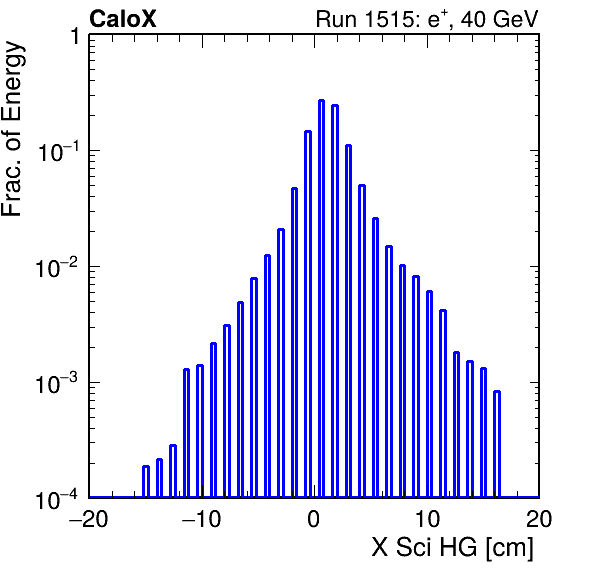 CaloX Run 1515: e⁺, 40 GeV
Frac. of Energy
1
10⁻¹
10⁻²
10⁻³
10⁻⁴
−20 −10 0 10 20
X Sci HG [cm]